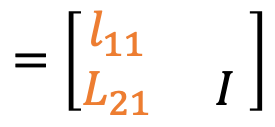 = [ l₁₁
L₂₁ I ]